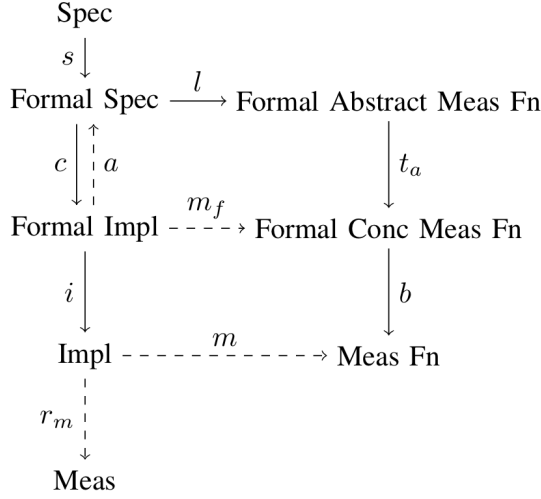 Spec
s
Formal Spec l Formal Abstract Meas Fn
c a t_a
Formal Impl m_f Formal Conc Meas Fn
i b
Impl m Meas Fn
r_m
Meas